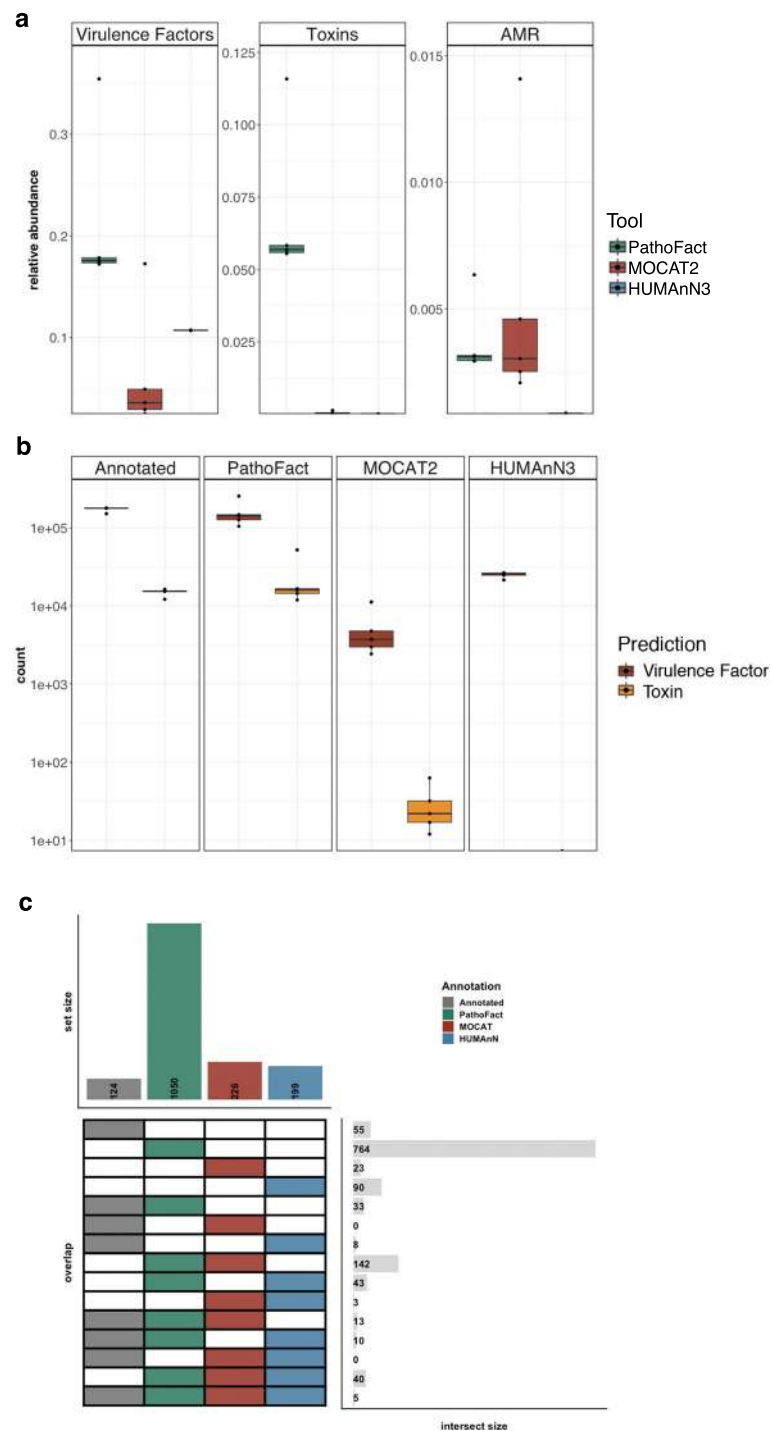 a
Virulence Factors
Toxins
AMR
relative abundance
0.3
0.2
0.1
0.125
0.100
0.075
0.050
0.025
0.015
0.010
0.005
Tool
PathoFact
MOCAT2
HUMAnN3
b
Annotated
PathoFact
MOCAT2
HUMAnN3
count
1e+05
1e+04
1e+03
1e+02
1e+01
Prediction
Virulence Factor
Toxin
c
set size
124
1050
226
199
Annotation
Annotated
PathoFact
MOCAT
HUMAnN
overlap
55
764
23
90
33
0
8
142
43
3
13
10
0
40
5
intersect size